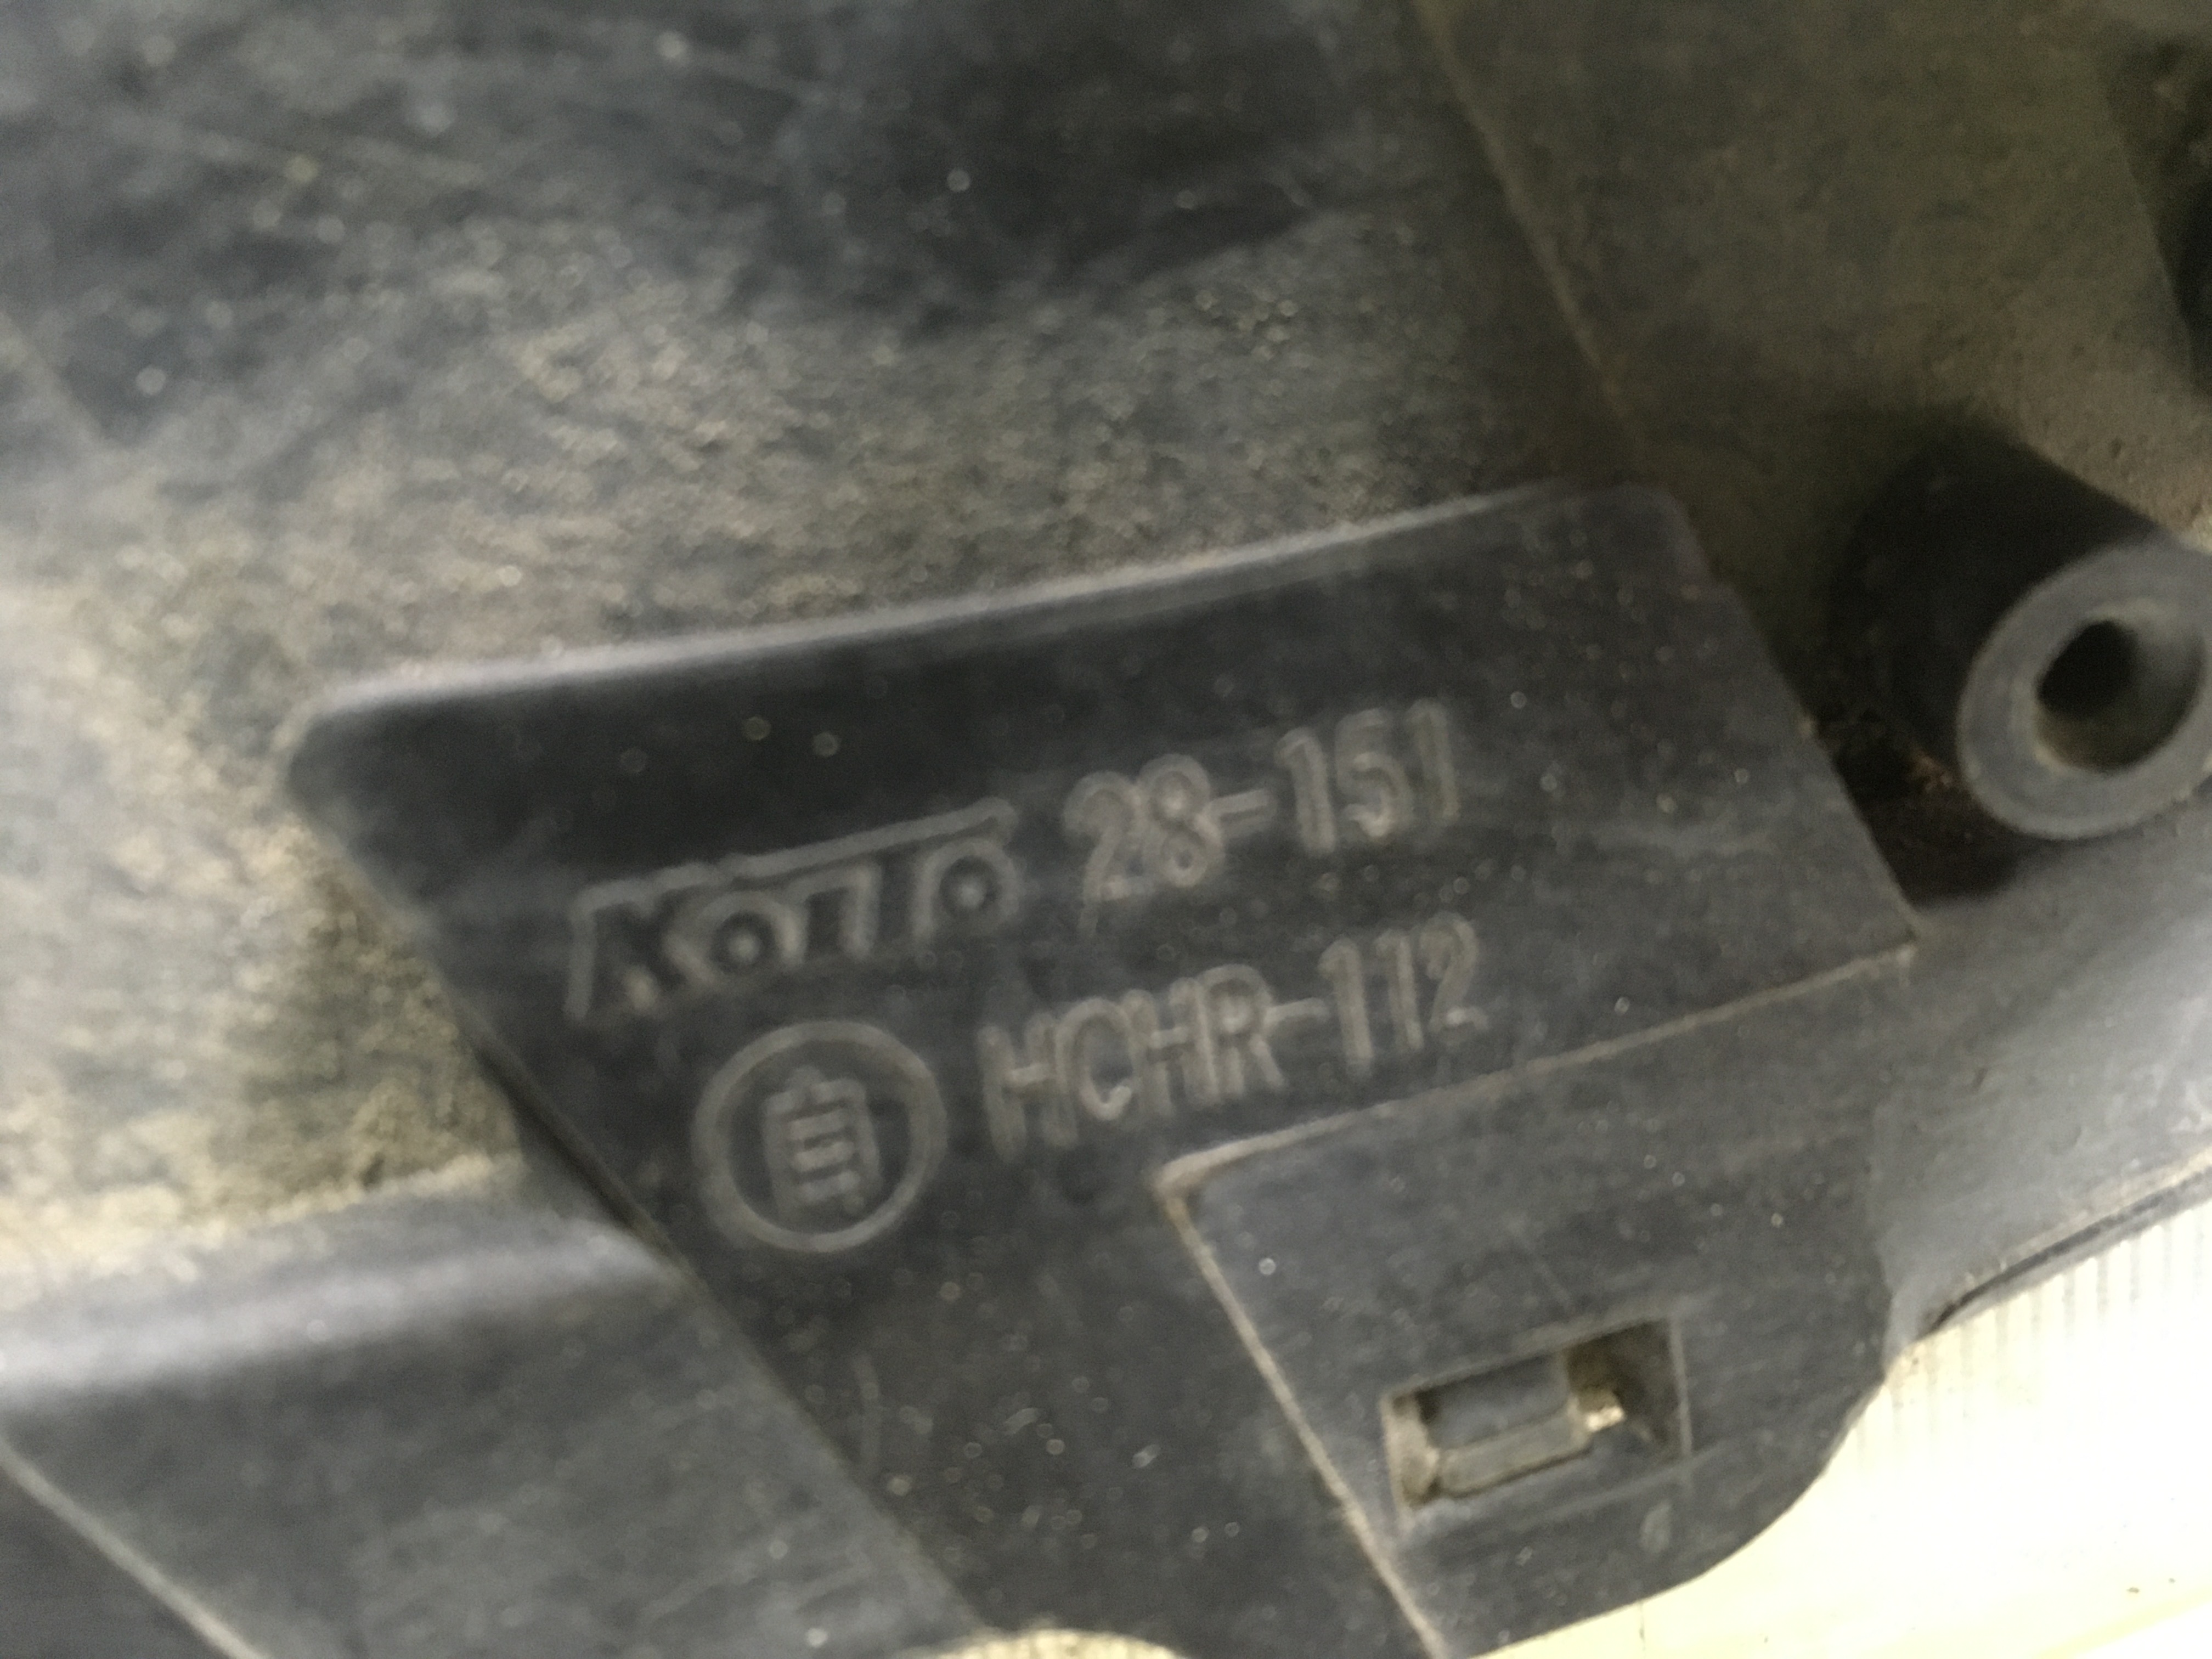 KOITO 28-151
自 HCHR-112